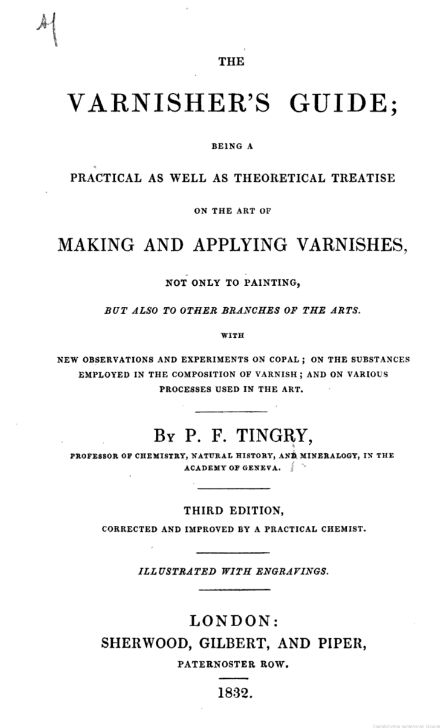 THE
VARNISHER'S GUIDE;
BEING A
PRACTICAL AS WELL AS THEORETICAL TREATISE
ON THE ART OF
MAKING AND APPLYING VARNISHES,
NOT ONLY TO PAINTING,
BUT ALSO TO OTHER BRANCHES OF THE ARTS.
WITH
NEW OBSERVATIONS AND EXPERIMENTS ON COPAL; ON THE SUBSTANCES
EMPLOYED IN THE COMPOSITION OF VARNISH; AND ON VARIOUS
PROCESSES USED IN THE ART.
BY P. F. TINGRY,
PROFESSOR OF CHEMISTRY, NATURAL HISTORY, AND MINERALOGY, IN THE
ACADEMY OF GENEVA.
THIRD EDITION,
CORRECTED AND IMPROVED BY A PRACTICAL CHEMIST.
ILLUSTRATED WITH ENGRAVINGS.
LONDON:
SHERWOOD, GILBERT, AND PIPER,
PATERNOSTER ROW.
1832.